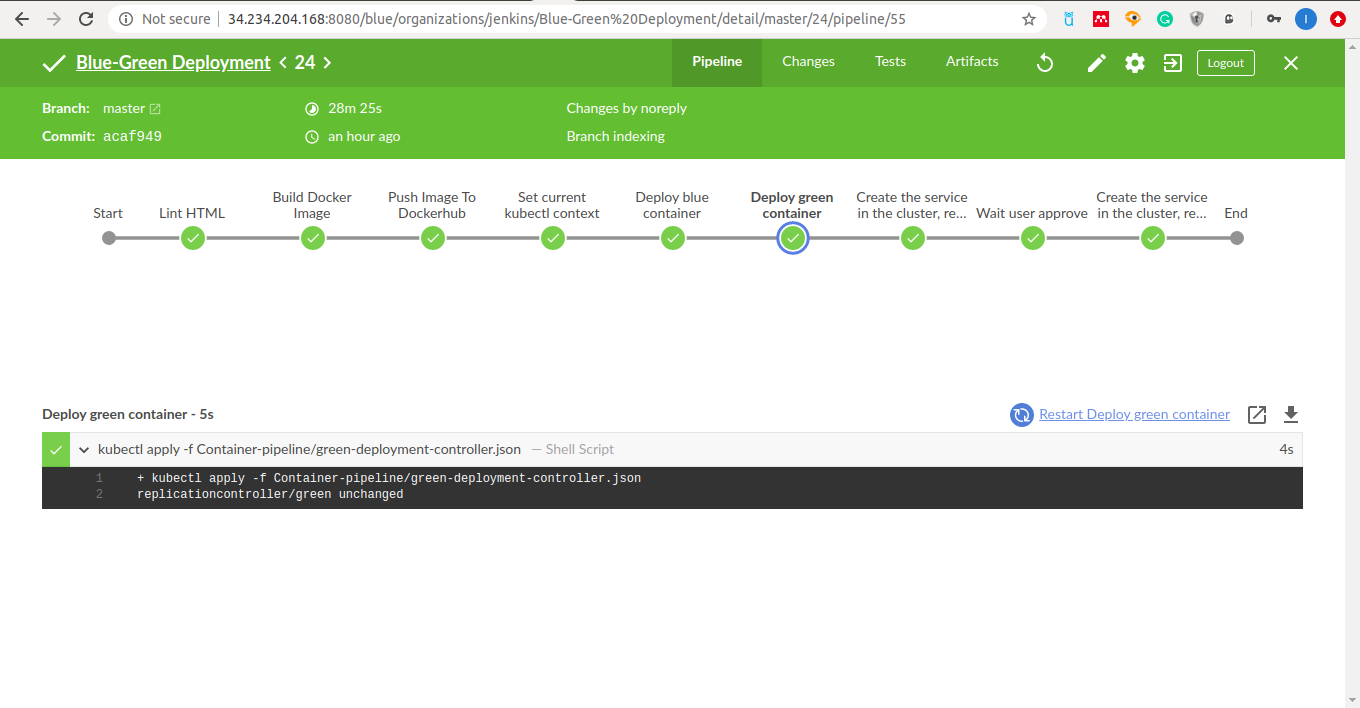 Not secure
34.234.204.168:8080/blue/organizations/jenkins/Blue-Green%20Deployment/detail/master/24/pipeline/55
Blue-Green Deployment < 24 >
Pipeline
Changes
Tests
Artifacts
Logout
Branch: master
28m 25s
Changes by noreply
Commit: acaf949
an hour ago
Branch indexing
Start
Lint HTML
Build Docker
Image
Push Image To
Dockerhub
Set current
kubectl context
Deploy blue
container
Deploy green
container
Create the service
in the cluster, re...
Wait user approve
Create the service
in the cluster, re...
End
Deploy green container - 5s
Restart Deploy green container
kubectl apply -f Container-pipeline/green-deployment-controller.json — Shell Script
4s
1 + kubectl apply -f Container-pipeline/green-deployment-controller.json
2 replicationcontroller/green unchanged